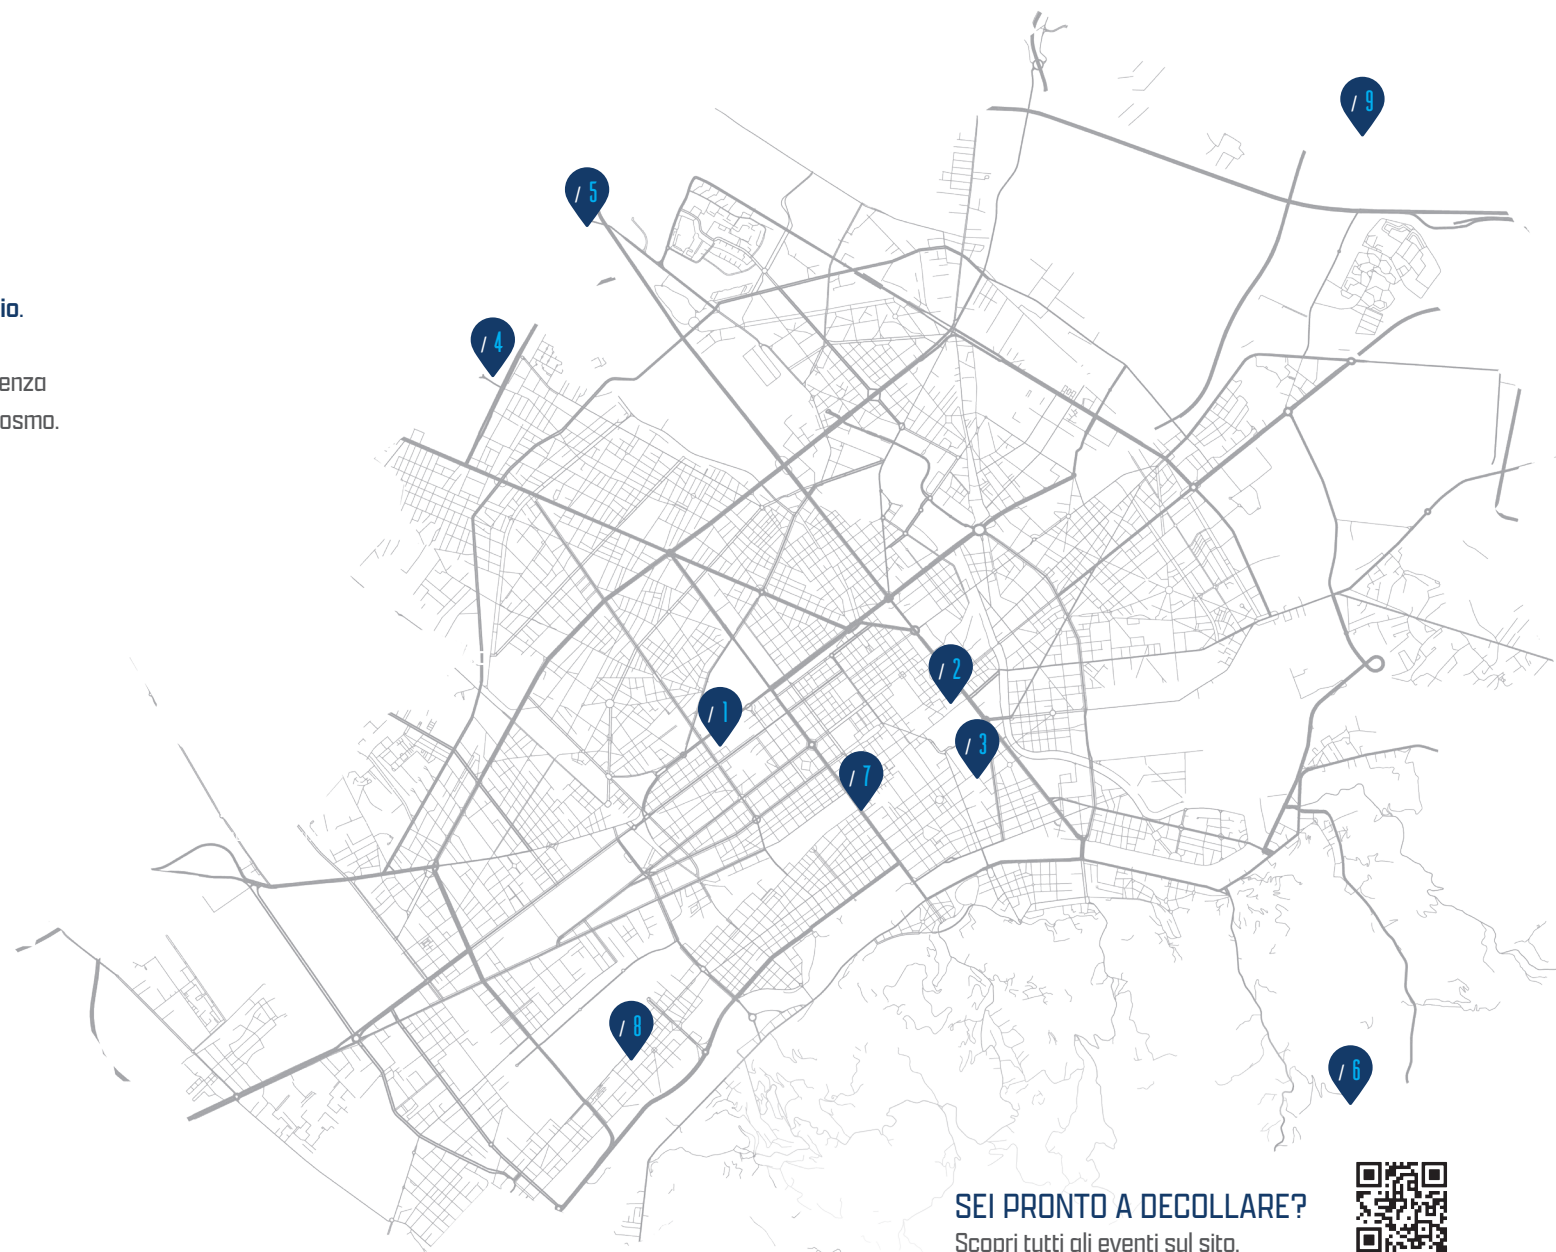 / 9
/ 5
io.
/ 4
enza
osmo.
/ 2
/ 1
/ 3
/ 7
/ 8
/ 6
SEI PRONTO A DECOLLARE?
Scopri tutti gli eventi sul sito.